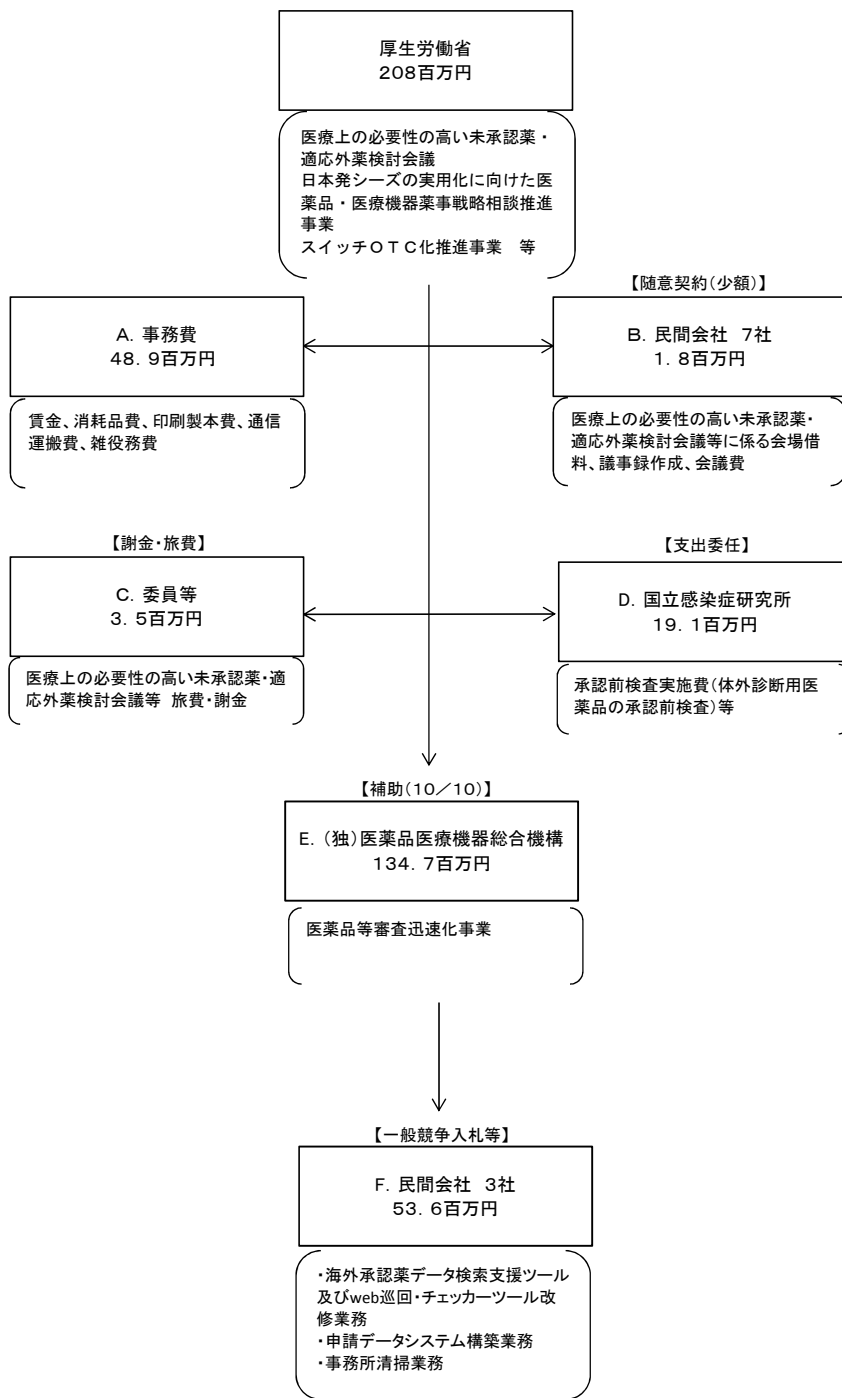 厚生労働省
208百万円
医療上の必要性の高い未承認薬・
適応外薬検討会議
日本発シーズの実用化に向けた医
薬品・医療機器薬事戦略相談推進
事業
スイッチOTC化推進事業　等
【随意契約(少額)】
A. 事務費
48. 9百万円
B. 民間会社　7社
1. 8百万円
賃金、消耗品費、印刷製本費、通信
運搬費、雑役務費
医療上の必要性の高い未承認薬・
適応外薬検討会議等に係る会場借
料、議事録作成、会議費
【謝金・旅費】
【支出委任】
C. 委員等
3. 5百万円
D. 国立感染症研究所
19. 1百万円
医療上の必要性の高い未承認薬・適
応外薬検討会議等　旅費・謝金
承認前検査実施費(体外診断用医
薬品の承認前検査)等
【補助(10／10)】
E. (独)医薬品医療機器総合機構
134. 7百万円
医薬品等審査迅速化事業
【一般競争入札等】
F. 民間会社　3社
53. 6百万円
・海外承認薬データ検索支援ツール
及びweb巡回・チェッカーツール改
修業務
・申請データシステム構築業務
・事務所清掃業務